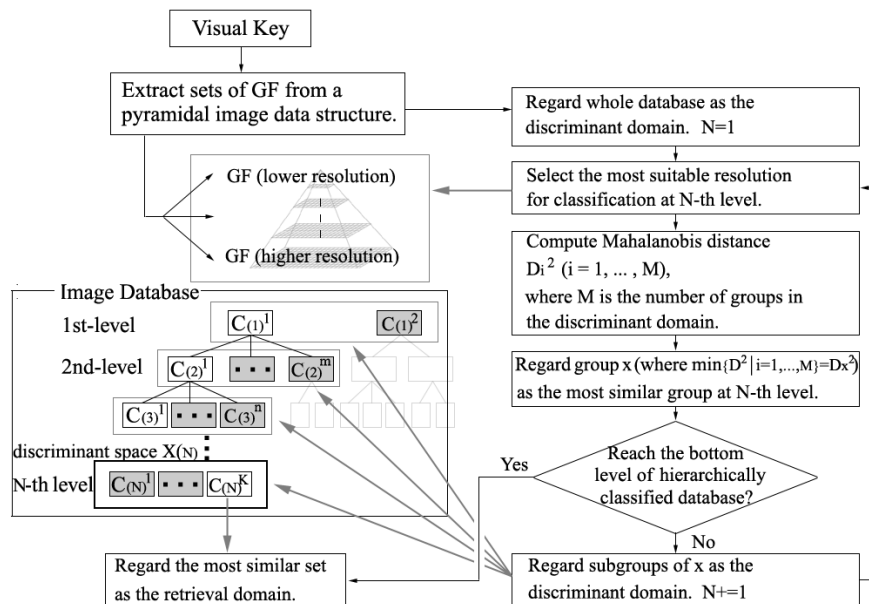 Visual Key
Extract sets of GF from a
pyramidal image data structure.
GF (lower resolution)
GF (higher resolution)
Regard whole database as the
discriminant domain. N=1
Select the most suitable resolution
for classification at N-th level.
Compute Mahalanobis distance
Di² (i = 1, ... , M),
where M is the number of groups in
the discriminant domain.
Regard group x (where min{D²|i=1,...,M}=Dx²)
as the most similar group at N-th level.
Reach the bottom
level of hierarchically
classified database?
Yes
No
Regard subgroups of x as the
discriminant domain. N+=1
Image Database
1st-level C(1)¹ C(1)²
2nd-level C(2)¹ ▪ ▪ ▪ C(2)ᵐ
C(3)¹ ▪ ▪ ▪ C(3)ⁿ
discriminant space X(N)
N-th level C(N)¹ ▪ ▪ ▪ C(N)ᴷ
Regard the most similar set
as the retrieval domain.